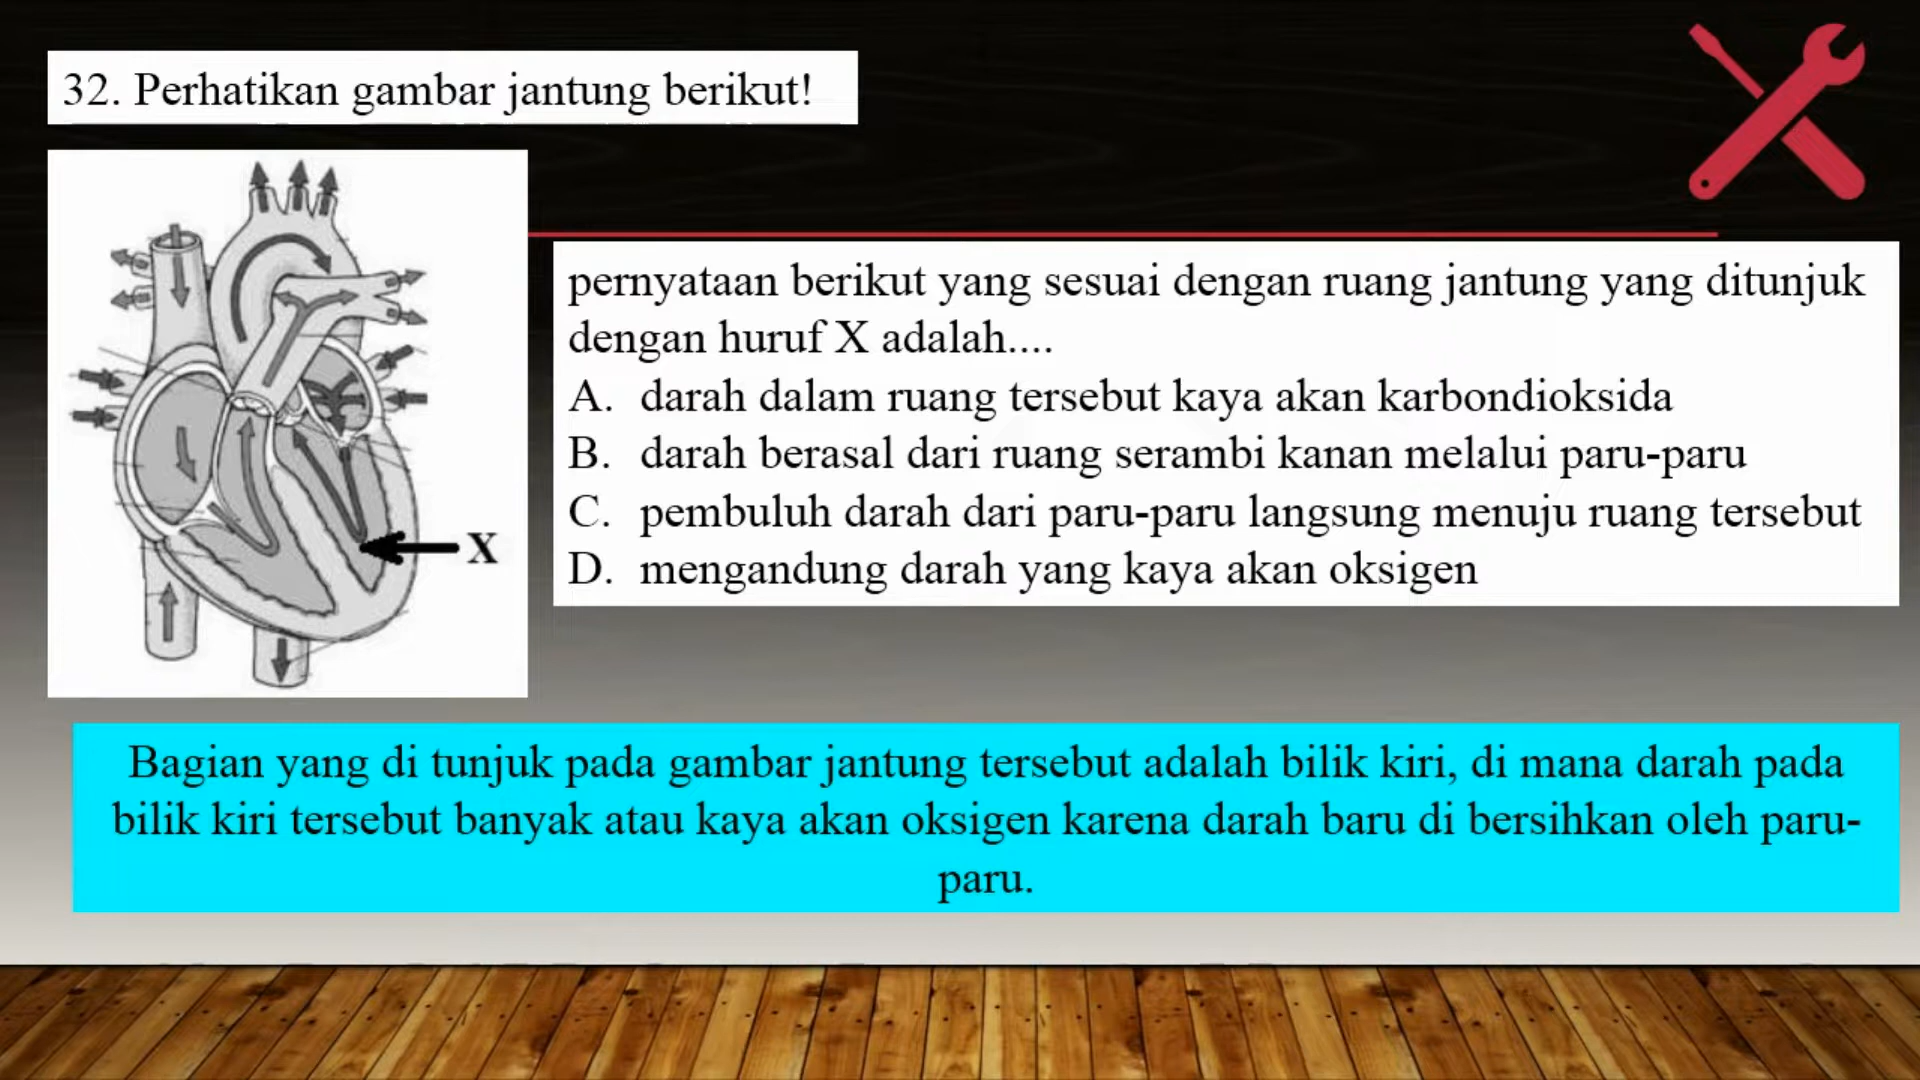 32. Perhatikan gambar jantung berikut!
X
pernyataan berikut yang sesuai dengan ruang jantung yang ditunjuk
dengan huruf X adalah....
A. darah dalam ruang tersebut kaya akan karbondioksida
B. darah berasal dari ruang serambi kanan melalui paru-paru
C. pembuluh darah dari paru-paru langsung menuju ruang tersebut
D. mengandung darah yang kaya akan oksigen
Bagian yang di tunjuk pada gambar jantung tersebut adalah bilik kiri, di mana darah pada
bilik kiri tersebut banyak atau kaya akan oksigen karena darah baru di bersihkan oleh paru-
paru.